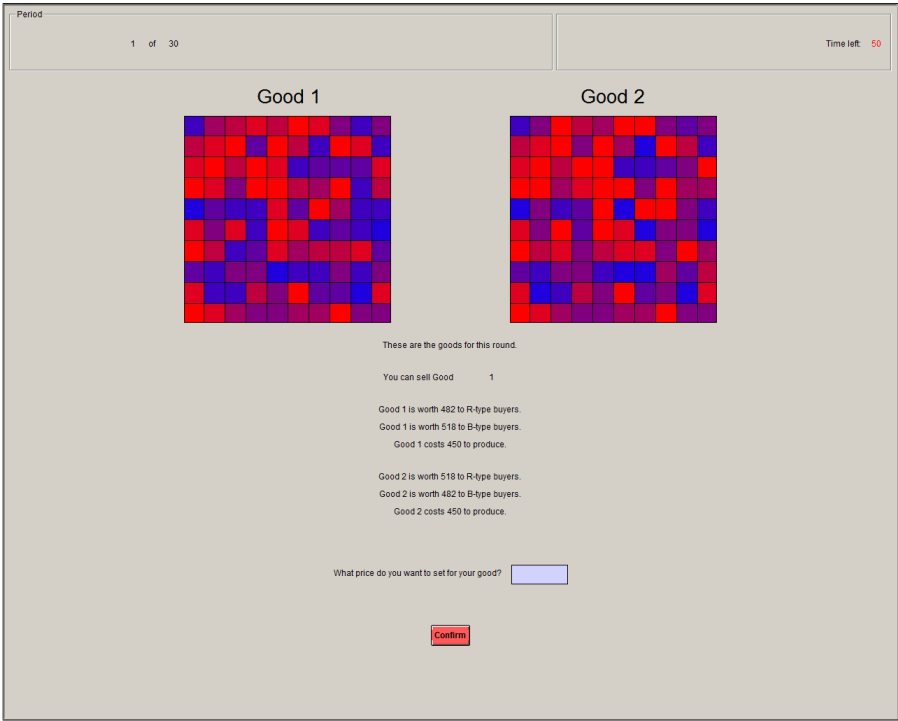 Period
1 of 30
Time left: 50
Good 1
Good 2
These are the goods for this round.
You can sell Good 1
Good 1 is worth 482 to R-type buyers.
Good 1 is worth 518 to B-type buyers.
Good 1 costs 450 to produce.
Good 2 is worth 518 to R-type buyers.
Good 2 is worth 482 to B-type buyers.
Good 2 costs 450 to produce.
What price do you want to set for your good?
Confirm